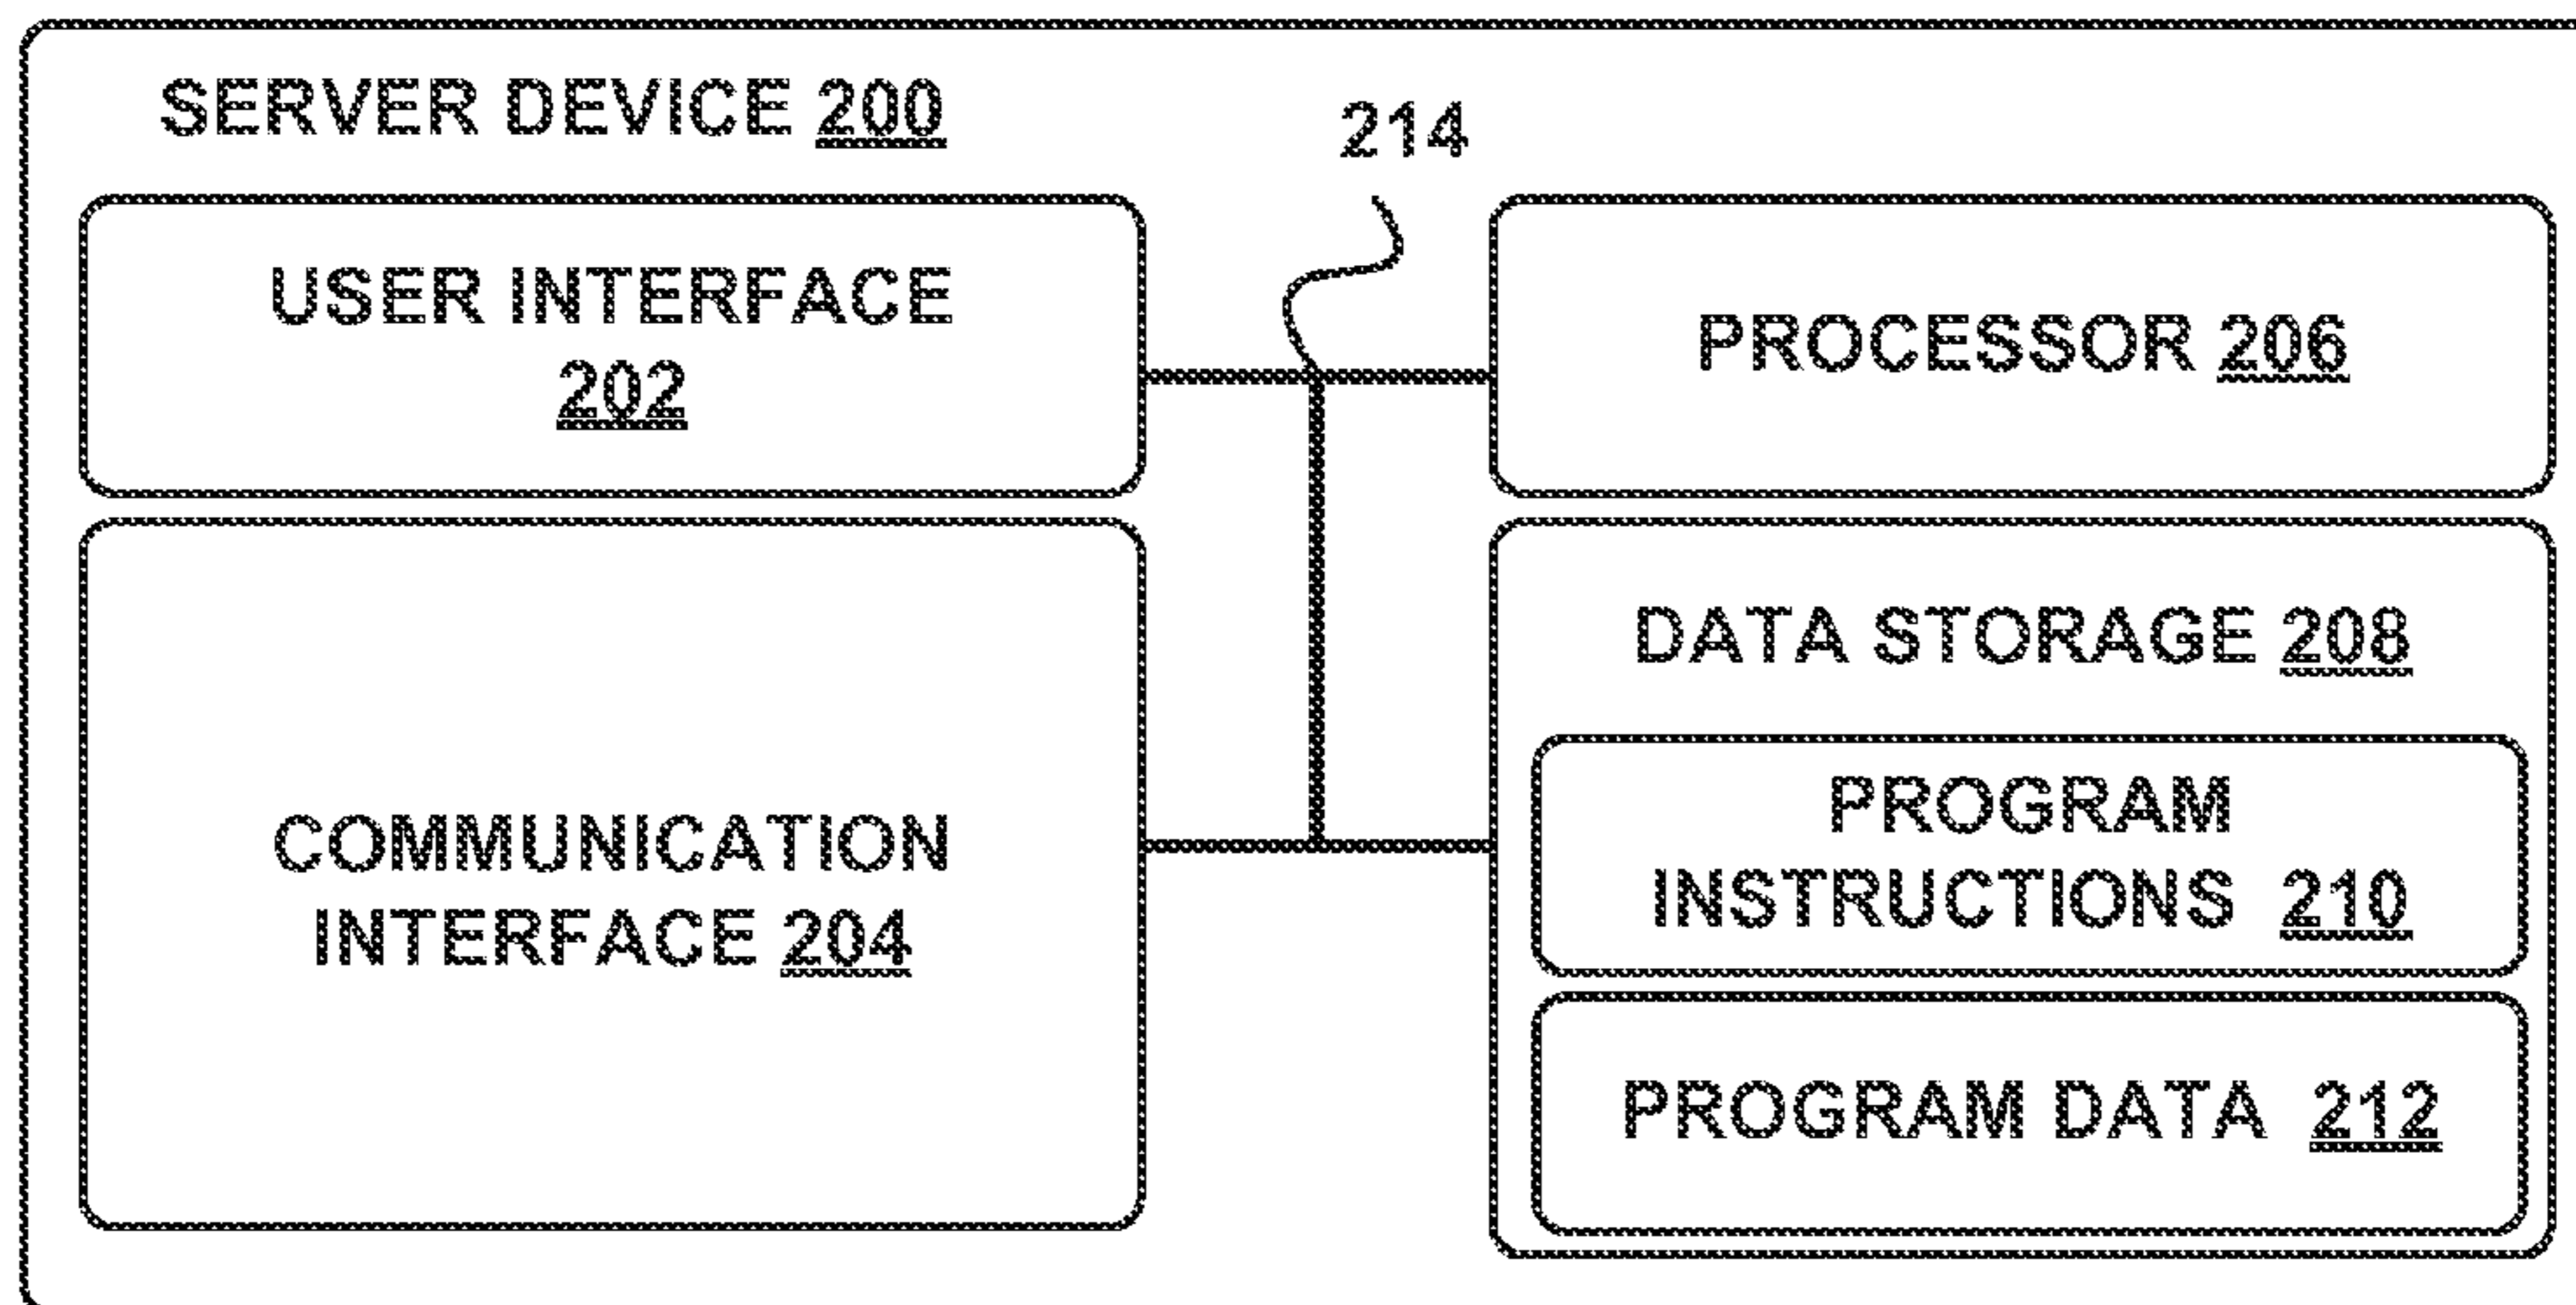 SERVER DEVICE 200
214
USER INTERFACE
202
PROCESSOR 206
COMMUNICATION
INTERFACE 204
DATA STORAGE 208
PROGRAM
INSTRUCTIONS 210
PROGRAM DATA 212